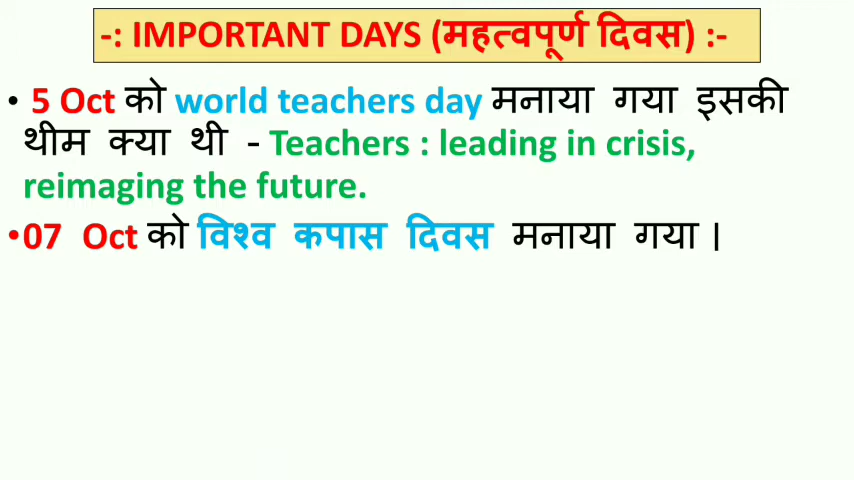 -: IMPORTANT DAYS (महत्वपूर्ण दिवस) :-
• 5 Oct को world teachers day मनाया गया इसकी
थीम क्या थी - Teachers : leading in crisis,
reimaging the future.
•07 Oct को विश्व कपास दिवस मनाया गया ।